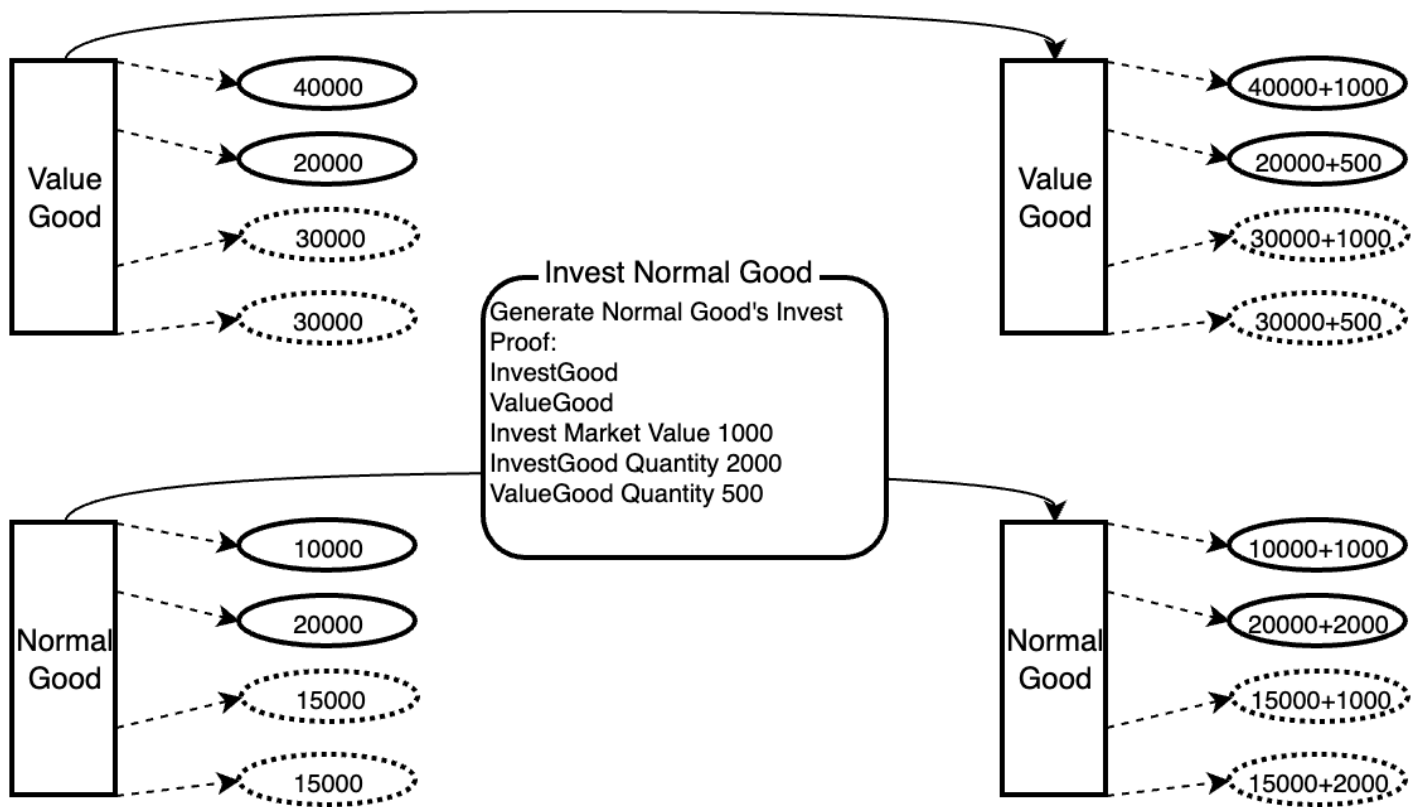 40000
20000
Value
Good
30000
30000
40000+1000
20000+500
Value
Good
30000+1000
30000+500
Invest Normal Good
Generate Normal Good's Invest
Proof:
InvestGood
ValueGood
Invest Market Value 1000
InvestGood Quantity 2000
ValueGood Quantity 500
10000
20000
Normal
Good
15000
15000
10000+1000
20000+2000
Normal
Good
15000+1000
15000+2000